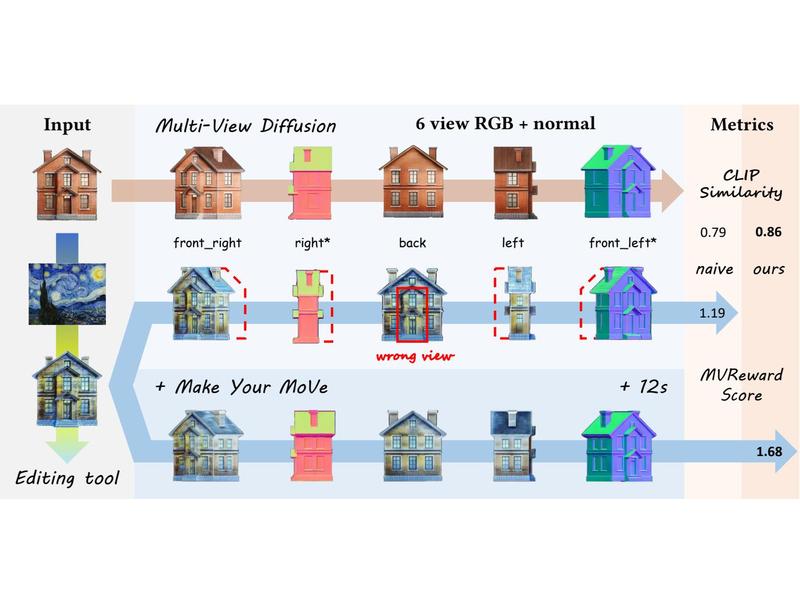 Input
Multi-View Diffusion
6 view RGB + normal
Metrics
CLIP
Similarity
front_right
right*
back
left
front_left*
0.79
0.86
naive
ours
1.19
wrong view
+ Make Your MoVe
+ 12s
MVReward
Score
1.68
Editing tool